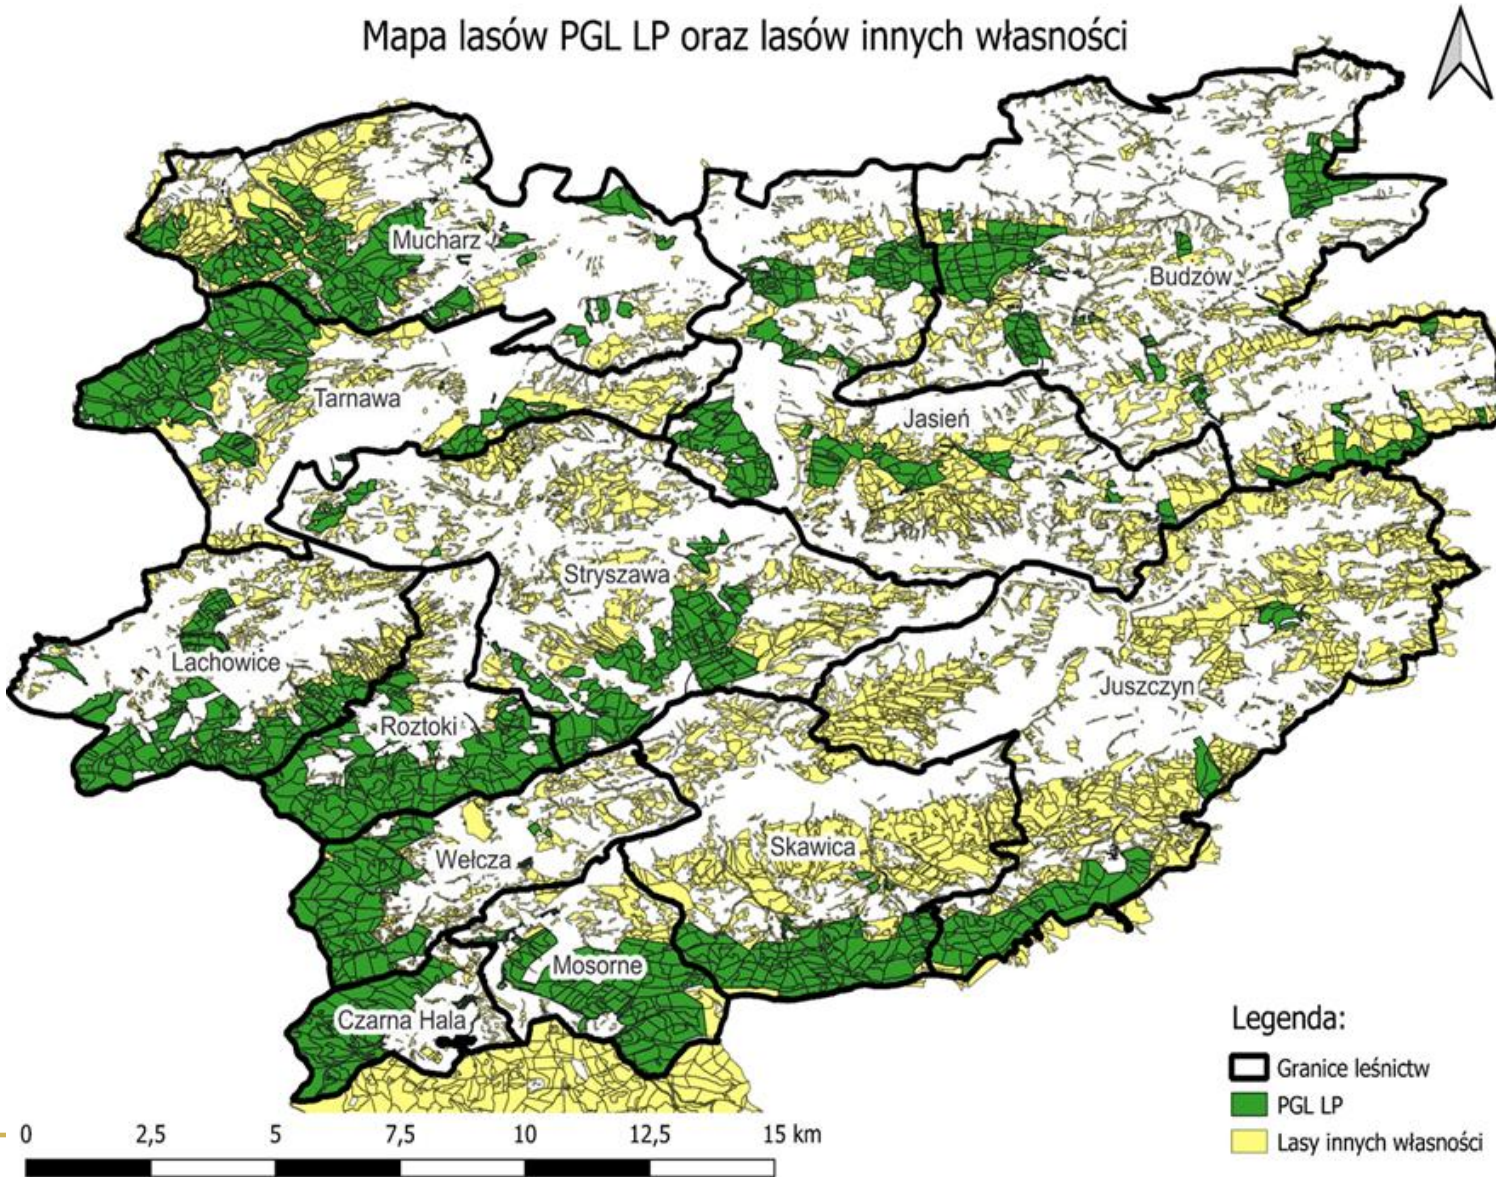 Mapa lasów PGL LP oraz lasów innych własności
Mucharz
Budzów
Tarnawa
Jasień
Stryszawa
Lachowice
Juszczyn
Roztoki
Skawica
Wełcza
Mosorne
Czarna Hala
Legenda:
Granice leśnictw
PGL LP
Lasy innych własności
0 2,5 5 7,5 10 12,5 15 km